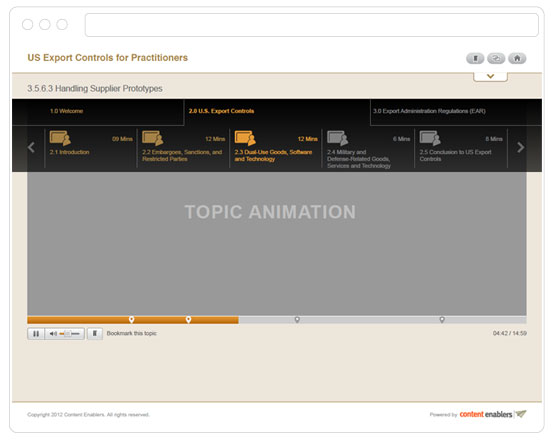 US Export Controls for Practitioners
3.5.6.3 Handling Supplier Prototypes
1.0 Welcome
2.0 U.S. Export Controls
3.0 Export Administration Regulations (EAR)
09 Mins
2.1 Introduction
12 Mins
2.2 Embargoes, Sanctions, and
Restricted Parties
12 Mins
2.3 Dual-Use Goods, Software
and Technology
6 Mins
2.4 Military and
Defense-Related Goods,
Services and Technology
8 Mins
2.5 Conclusion to US Export
Controls
TOPIC ANIMATION
Bookmark this topic
04:42 / 14:59
Copyright 2012 Content Enablers. All rights reserved.
Powered by content enablers